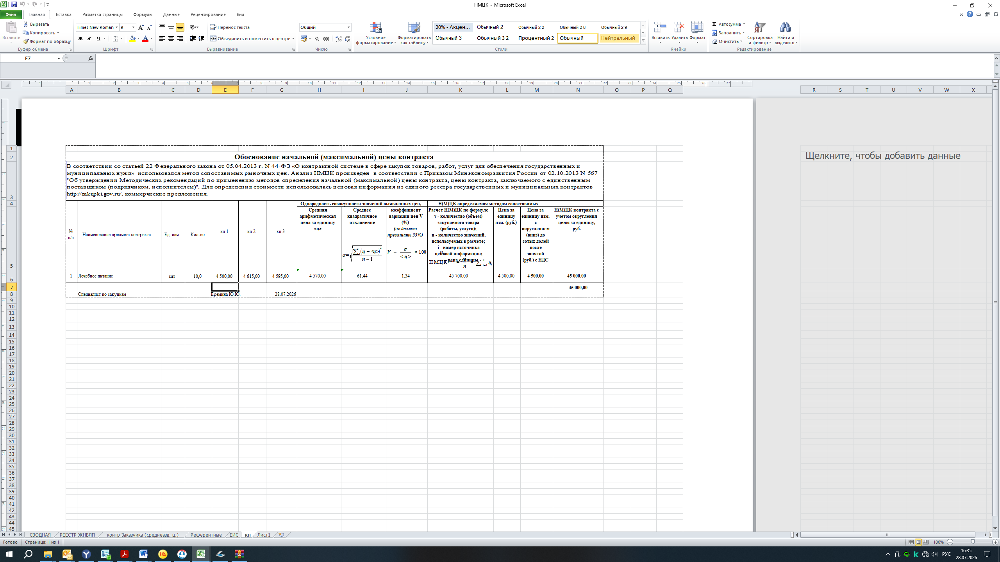 НМЦК - Microsoft Excel
Файл Главная Вставка Разметка страницы Формулы Данные Рецензирование Вид
Вставить
Вырезать
Копировать
Формат по образцу
Буфер обмена
Times New Roman 9
Ж К Ч
Шрифт
Перенос текста
Объединить и поместить в центре
Выравнивание
Общий
% 000
Число
Условное форматирование
Форматировать как таблицу
20% - Акцен... Обычный 2 Обычный 2 2 Обычный 2 8 Обычный 2 9
Обычный 3 Обычный 3 2 Процентный 2 Обычный Нейтральный
Стили
Вставить Удалить Формат
Ячейки
Σ Автосумма
Заполнить
Очистить
Сортировка и фильтр
Найти и выделить
Редактирование
E7
fx
A B C D E F G H I J K L M N O P Q R S T U V W X
Щелкните, чтобы добавить данные
Обоснование начальной (максимальной) цены контракта
В соответствии со статьей 22 Федерального закона от 05.04.2013 г. N 44-ФЗ «О контрактной системе в сфере закупок товаров, работ, услуг для обеспечения государственных и
муниципальных нужд» использовался метод сопоставимых рыночных цен. Анализ НМЦК произведен в соответствии с Приказом Минэкономразвития России от 02.10.2013 N 567
"Об утверждении Методических рекомендаций по применению методов определения начальной (максимальной) цены контракта, цены контракта, заключаемого с единственным
поставщиком (подрядчиком, исполнителем)". Для определения стоимости использовалась ценовая информация из единого реестра государственных и муниципальных контрактов
http://zakupki.gov.ru/, коммерческие предложения.
№ п/п
Наименование предмета контракта
Ед. изм.
Кол-во
кп 1
кп 2
кп 3
Однородность совокупности значений выявленных цен,
Н(М)ЦК определяемая методом сопоставимых
Средняя арифметическая цена за единицу <ц>
Среднее квадратичное отклонение
коэффициент вариации цен V (%)
(не должен превышать 33%)
V = σ / <ц> * 100
Расчет Н(М)ЦК по формуле
v - количество (объем) закупаемого товара (работы, услуги);
n - количество значений, используемых в расчете;
i - номер источника ценовой информации;
цена единицы
Цена за единицу изм. (руб.)
Цена за единицу изм. с округлением (вниз) до сотых долей после запятой (руб.) с НДС
Н(М)ЦК контракта с учетом округления цены за единицу, руб.
1 Лечебное питание шт 10,0 4 500,00 4 615,00 4 595,00 4 570,00 61,44 1,34 45 700,00 4 500,00 4 500,00 45 000,00
45 000,00
Специалист по закупкам Еремина Ю.Ю. 28.07.2026
СВОДНАЯ РЕЕСТР ЖНВЛП контр Заказчика (средневзв. ц.) Референтные ЕИС кп Лист1
Готово Страница: 1 из 1 100%
РУС 16:35
28.07.2026